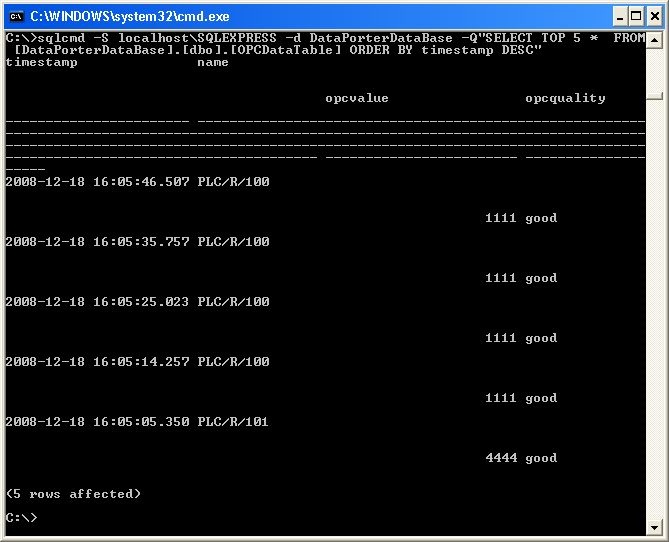 C:\WINDOWS\system32\cmd.exe
C:\>sqlcmd -S localhost\SQLEXPRESS -d DataPorterDataBase -Q"SELECT TOP 5 *  FROM
 [DataPorterDataBase].[dbo].[OPCDataTable] ORDER BY timestamp DESC"
timestamp               name
opcvalue                 opcquality
2008-12-18 16:05:46.507 PLC/R/100
1111 good
2008-12-18 16:05:35.757 PLC/R/100
1111 good
2008-12-18 16:05:25.023 PLC/R/100
1111 good
2008-12-18 16:05:14.257 PLC/R/100
1111 good
2008-12-18 16:05:05.350 PLC/R/101
4444 good
(5 rows affected)
C:\>